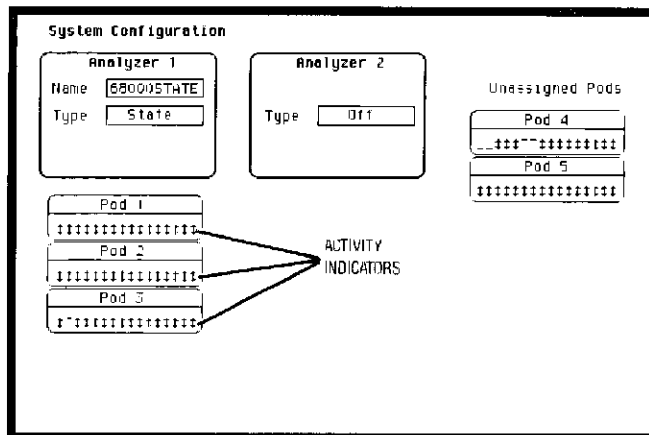 System Configuration
Analyzer 1
Name 68000STATE
Type State
Analyzer 2
Type Off
Unassigned Pods
Pod 4
Pod 5
Pod 1
Pod 2
Pod 3
ACTIVITY
INDICATORS